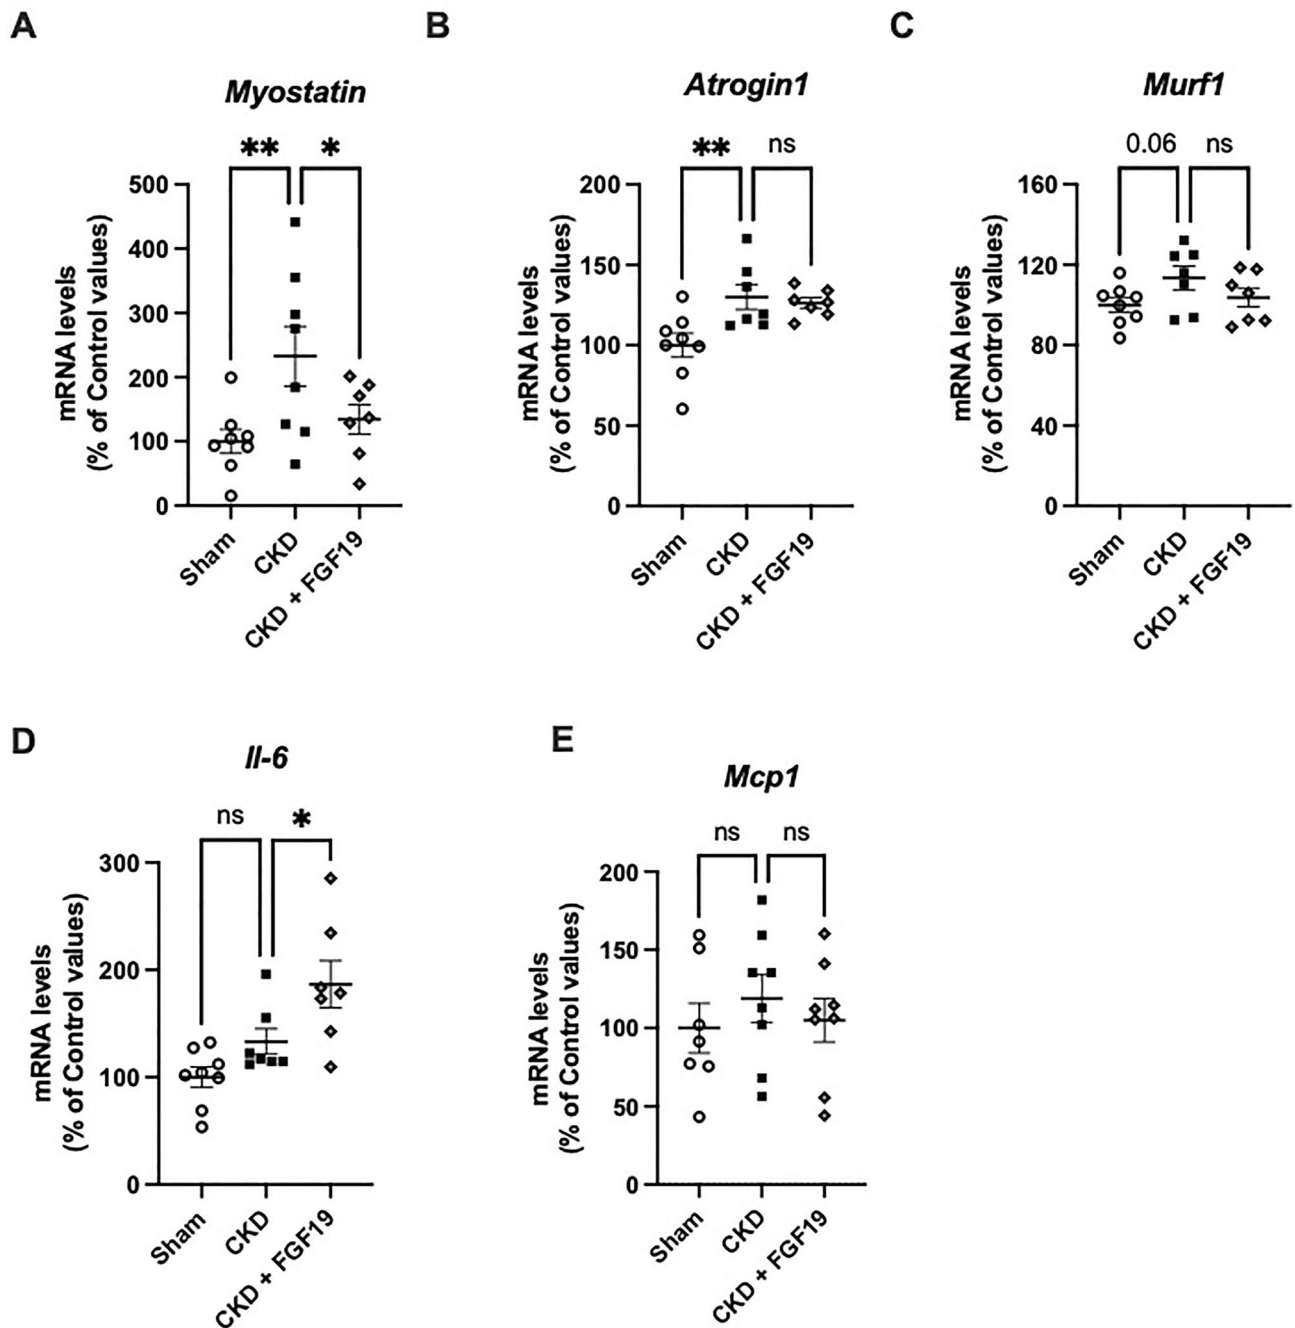 A
Myostatin
** *
mRNA levels
(% of Control values)
500
400
300
200
100
0
Sham
CKD
CKD + FGF19
B
Atrogin1
** ns
mRNA levels
(% of Control values)
200
150
100
50
0
Sham
CKD
CKD + FGF19
C
Murf1
0.06 ns
mRNA levels
(% of Control values)
160
120
80
40
0
Sham
CKD
CKD + FGF19
D
Il-6
ns *
mRNA levels
(% of Control values)
300
200
100
0
Sham
CKD
CKD + FGF19
E
Mcp1
ns ns
mRNA levels
(% of Control values)
200
150
100
50
0
Sham
CKD
CKD + FGF19